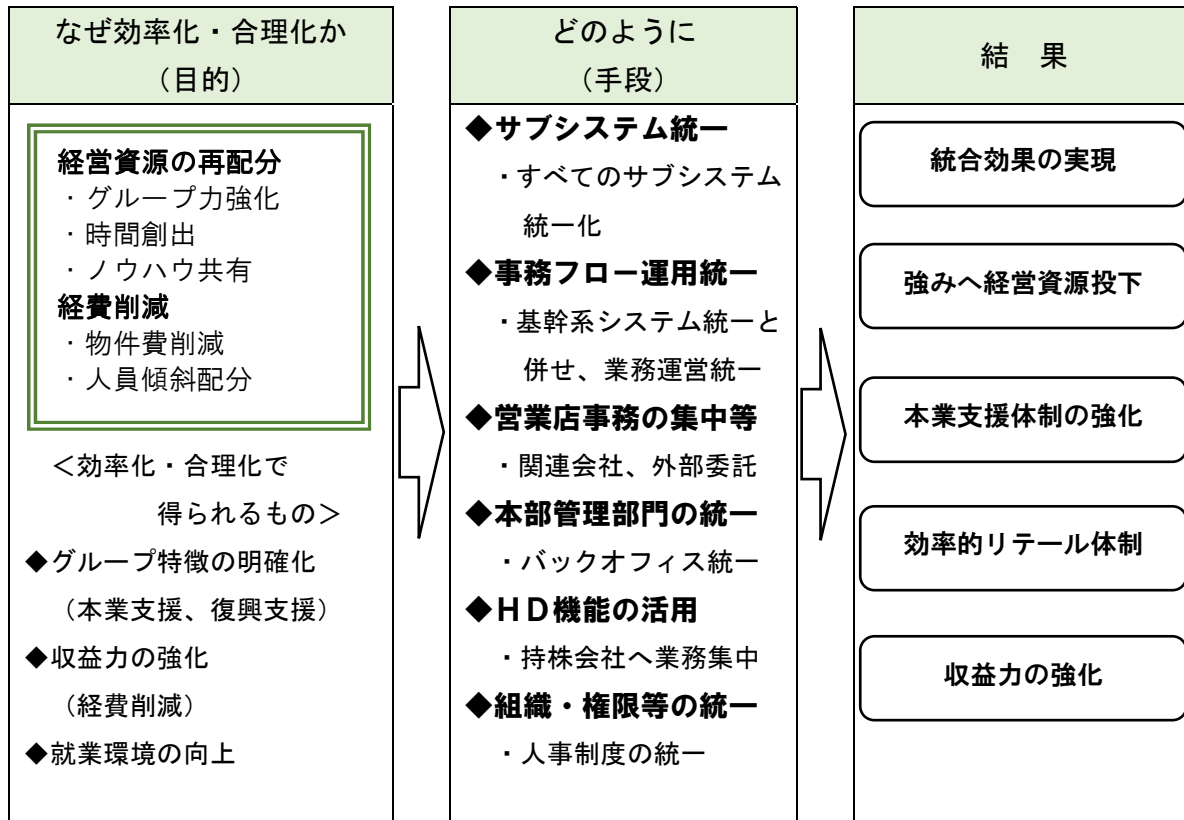 なぜ効率化・合理化か
（目的）
経営資源の再配分
・グループ力強化
・時間創出
・ノウハウ共有
経費削減
・物件費削減
・人員傾斜配分
＜効率化・合理化で
得られるもの＞
◆グループ特徴の明確化
（本業支援、復興支援）
◆収益力の強化
（経費削減）
◆就業環境の向上
どのように
（手段）
◆サブシステム統一
・すべてのサブシステム
統一化
◆事務フロー運用統一
・基幹系システム統一と
併せ、業務運営統一
◆営業店事務の集中等
・関連会社、外部委託
◆本部管理部門の統一
・バックオフィス統一
◆ＨＤ機能の活用
・持株会社へ業務集中
◆組織・権限等の統一
・人事制度の統一
結　果
統合効果の実現
強みへ経営資源投下
本業支援体制の強化
効率的リテール体制
収益力の強化